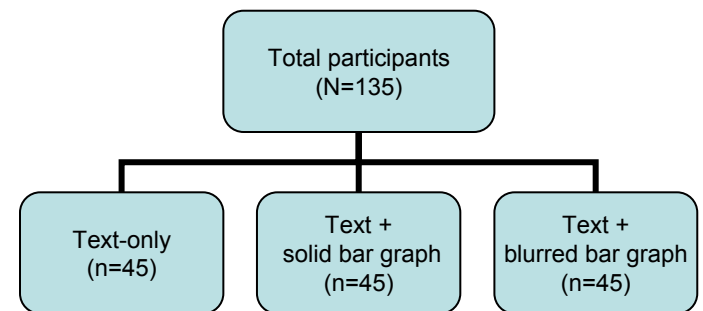 Total participants
(N=135)
Text-only
(n=45)
Text +
solid bar graph
(n=45)
Text +
blurred bar graph
(n=45)